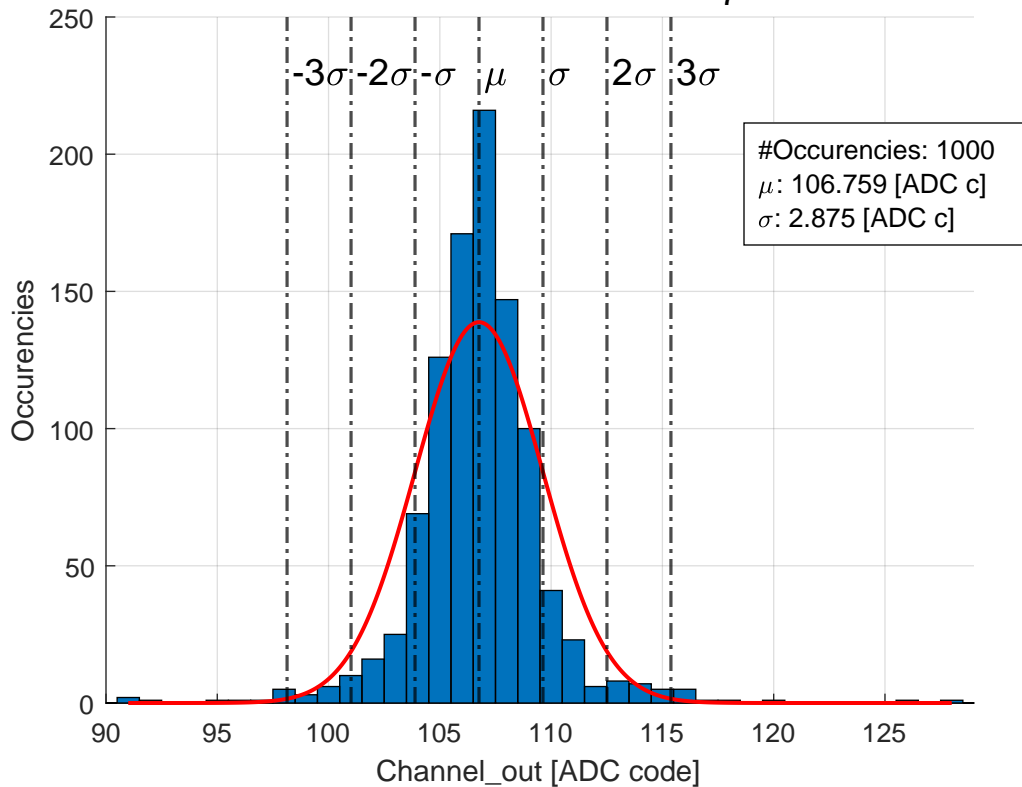 250
200
150
100
50
0
-3σ -2σ -σ μ σ 2σ 3σ
#Occurencies: 1000
μ: 106.759 [ADC c]
σ: 2.875 [ADC c]
Occurencies
90 95 100 105 110 115 120 125
Channel_out [ADC code]